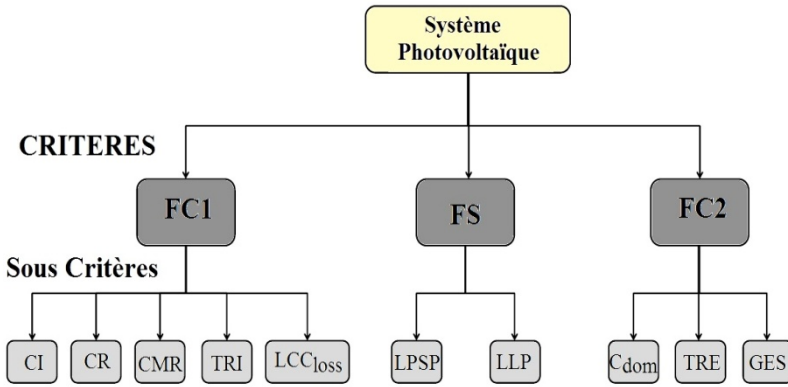 Système
Photovoltaïque
CRITERES
FC1
FS
FC2
Sous Critères
CI
CR
CMR
TRI
LCCloss
LPSP
LLP
Cdom
TRE
GES